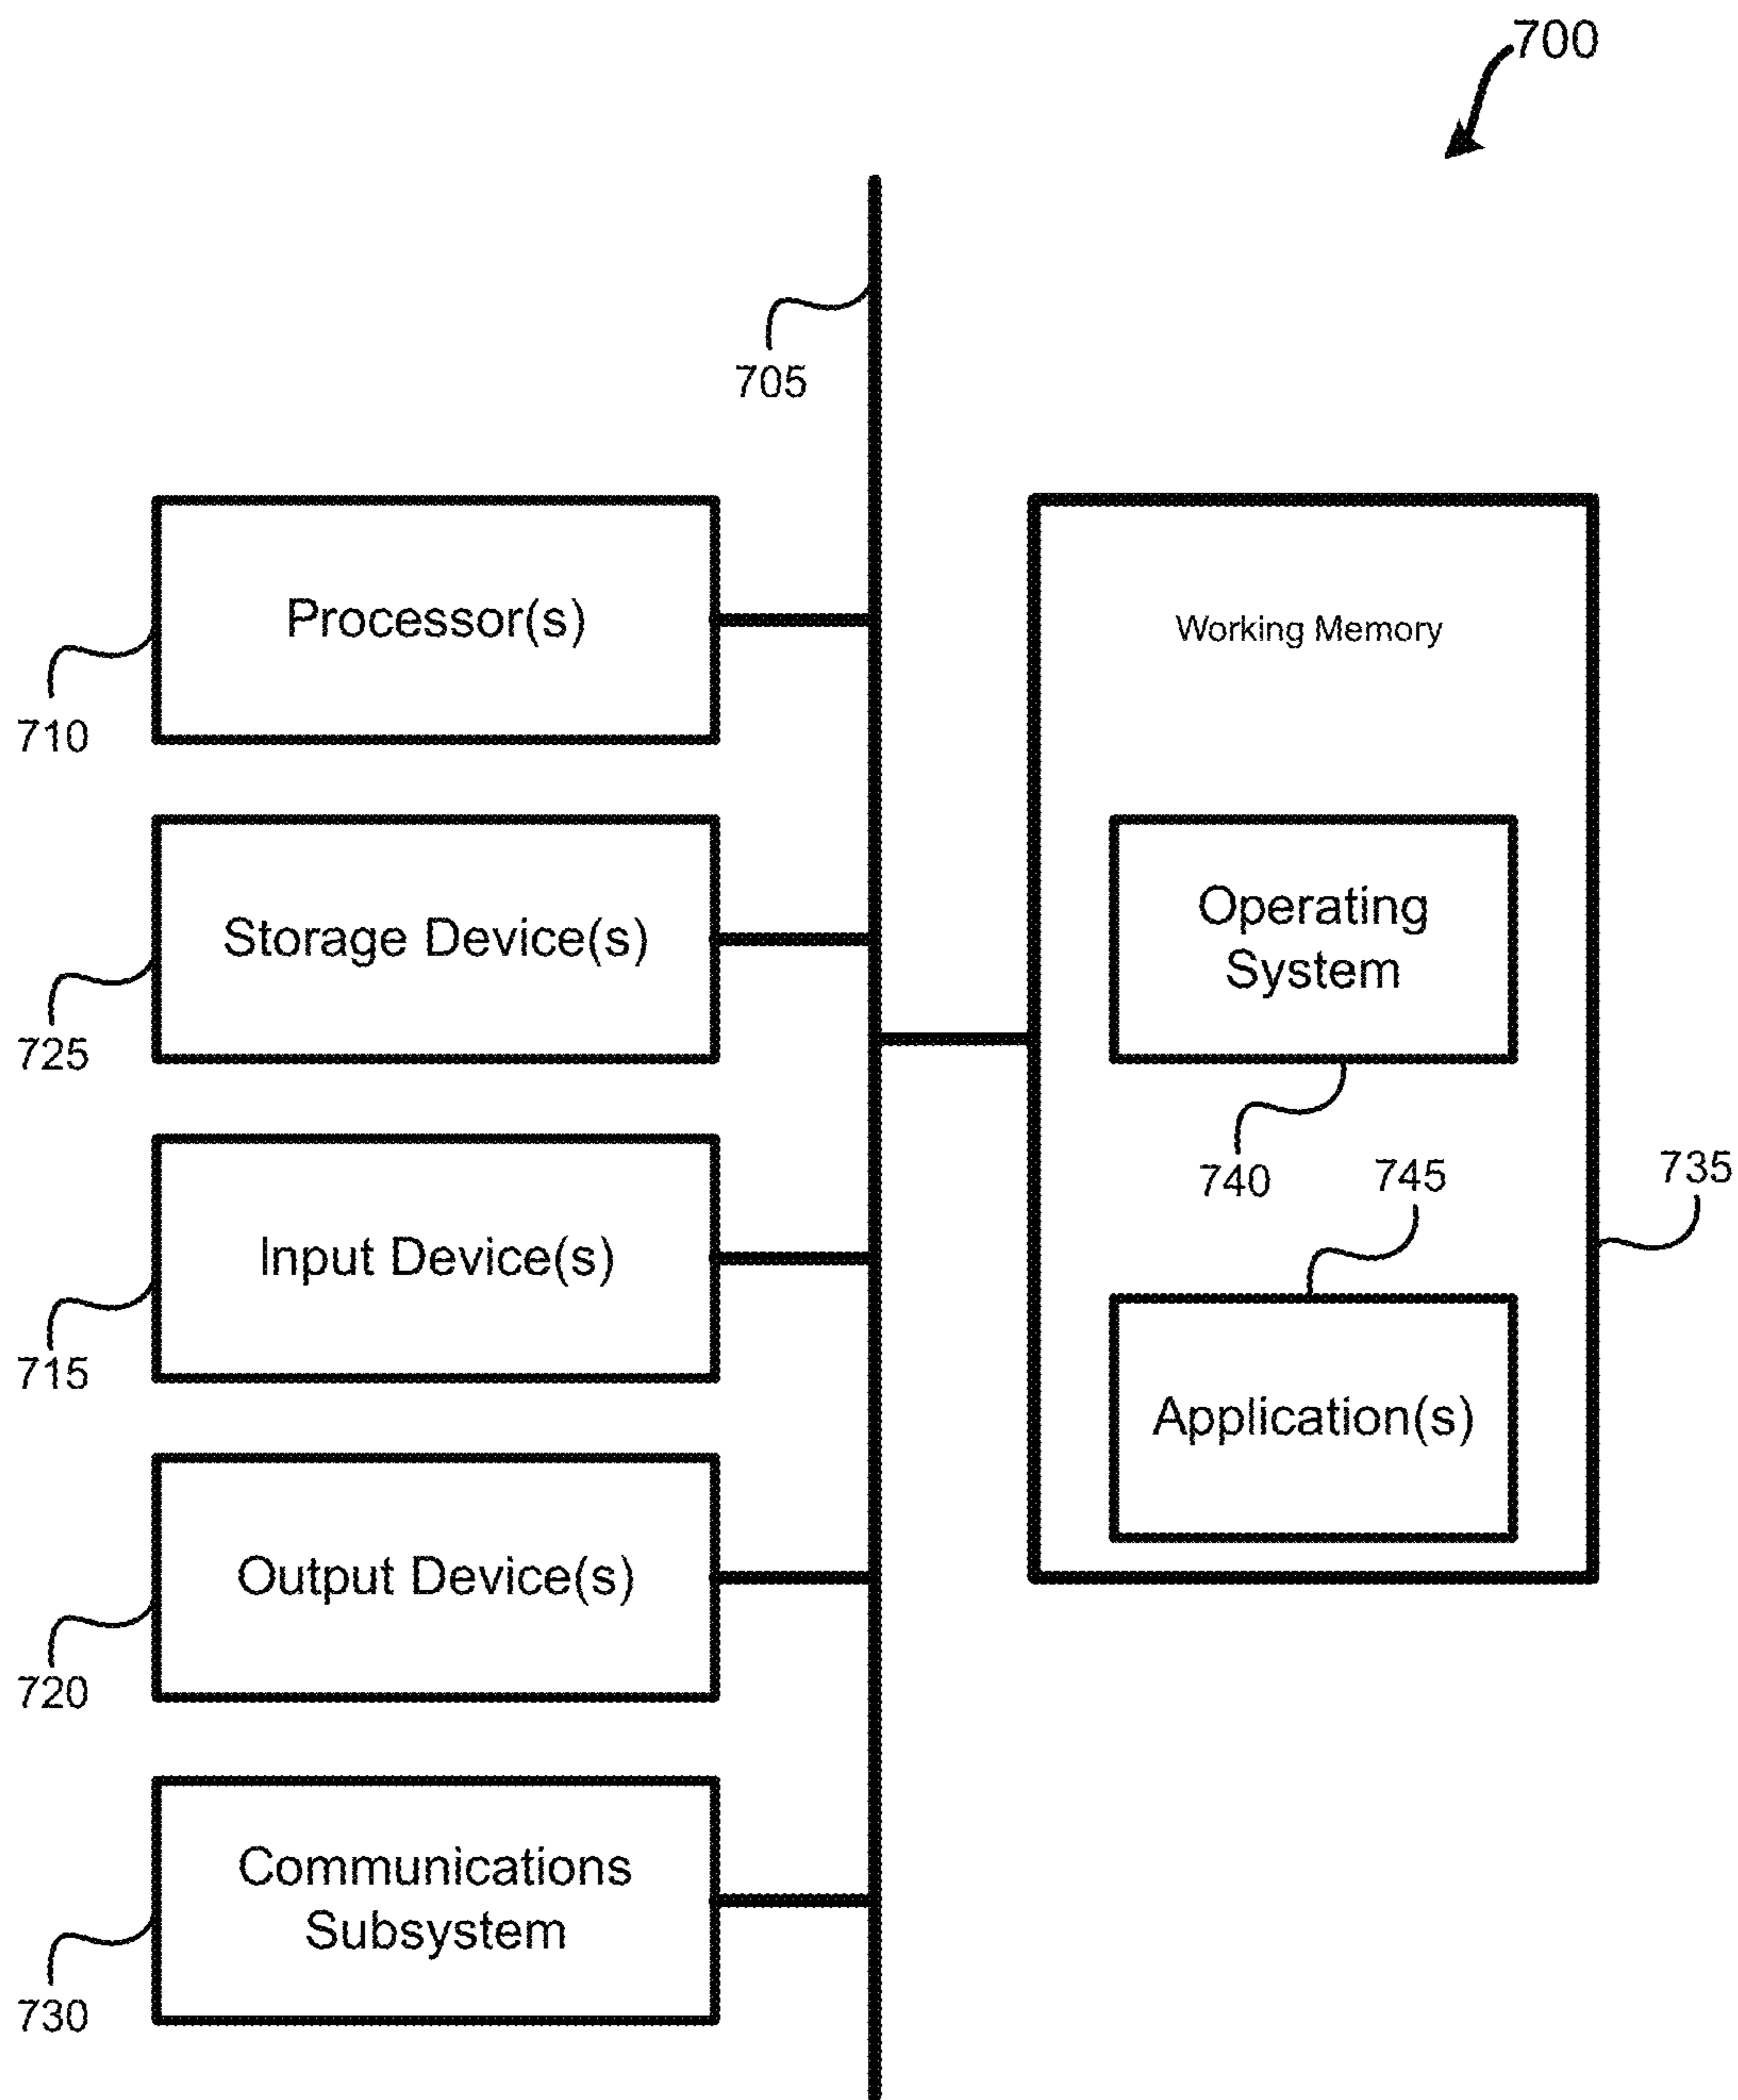 700
705
Processor(s)
710
Storage Device(s)
725
Input Device(s)
715
Output Device(s)
720
Communications
Subsystem
730
Working Memory
Operating
System
740
745
735
Application(s)